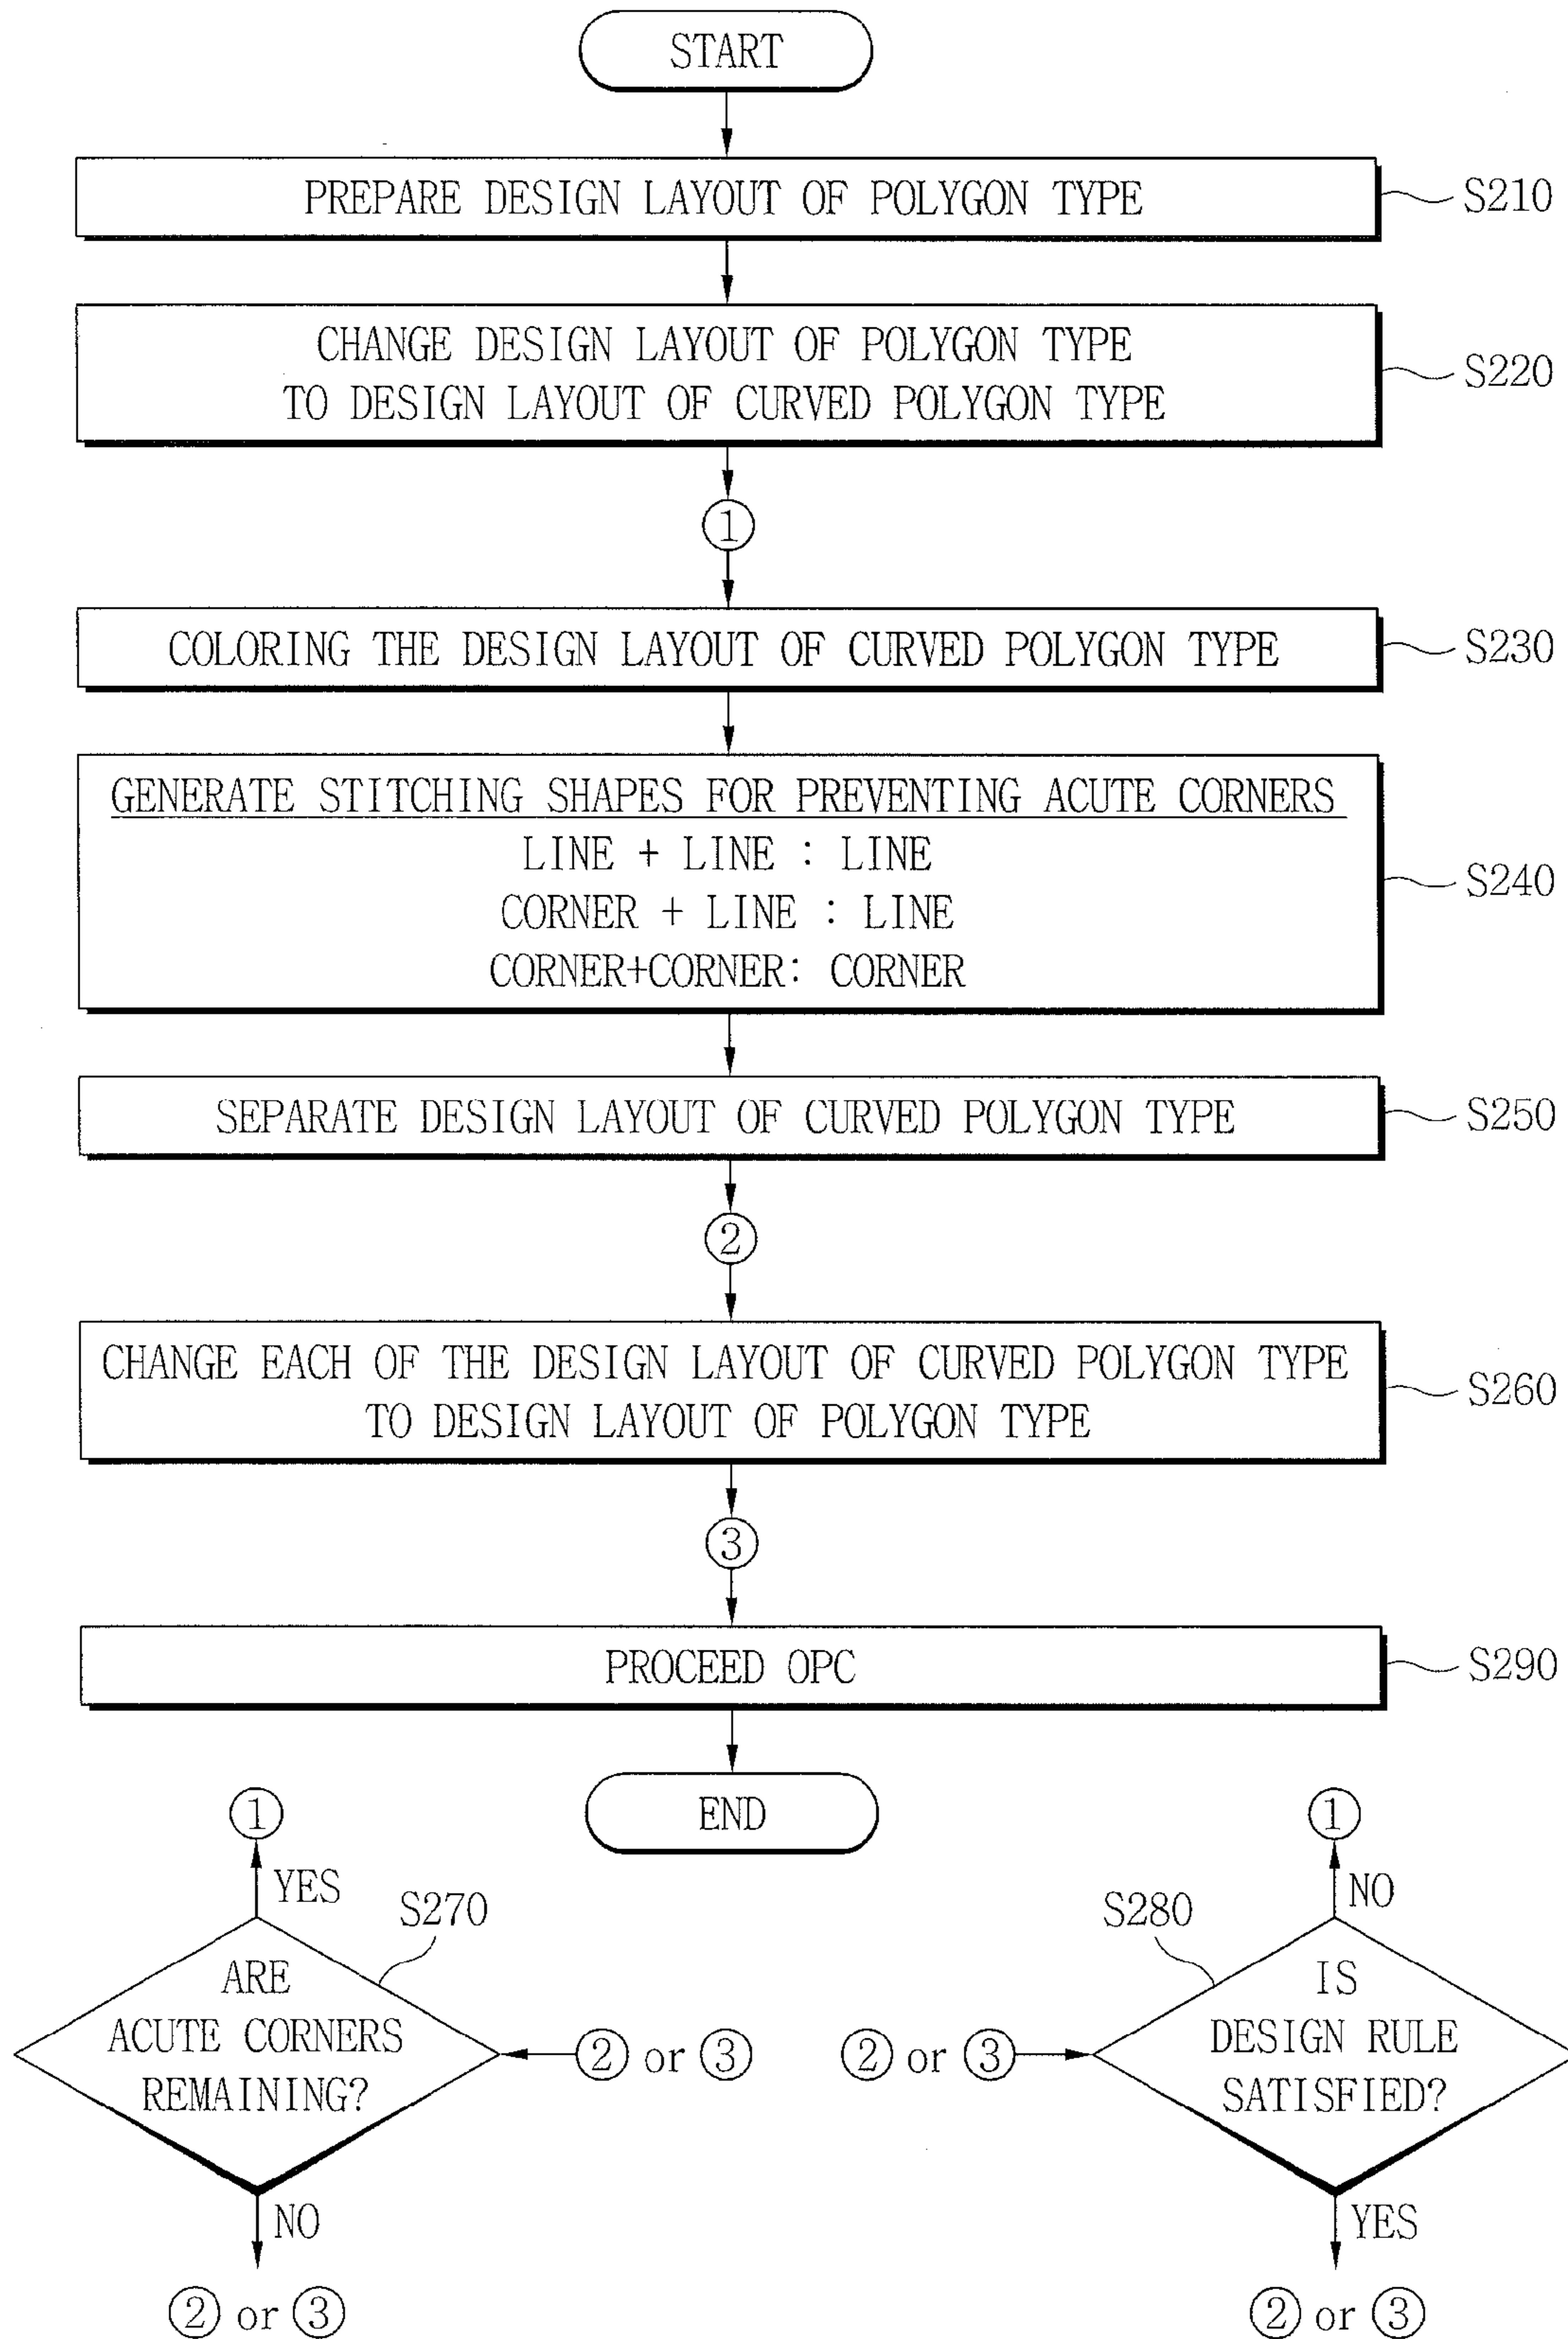 START
PREPARE DESIGN LAYOUT OF POLYGON TYPE
S210
CHANGE DESIGN LAYOUT OF POLYGON TYPE
TO DESIGN LAYOUT OF CURVED POLYGON TYPE
S220
①
COLORING THE DESIGN LAYOUT OF CURVED POLYGON TYPE
S230
GENERATE STITCHING SHAPES FOR PREVENTING ACUTE CORNERS
LINE + LINE : LINE
CORNER + LINE : LINE
CORNER+CORNER: CORNER
S240
SEPARATE DESIGN LAYOUT OF CURVED POLYGON TYPE
S250
②
CHANGE EACH OF THE DESIGN LAYOUT OF CURVED POLYGON TYPE
TO DESIGN LAYOUT OF POLYGON TYPE
S260
③
PROCEED OPC
S290
END
①
YES
S270
ARE
ACUTE CORNERS
REMAINING?
② or ③
NO
② or ③
①
NO
S280
IS
DESIGN RULE
SATISFIED?
② or ③
YES
② or ③